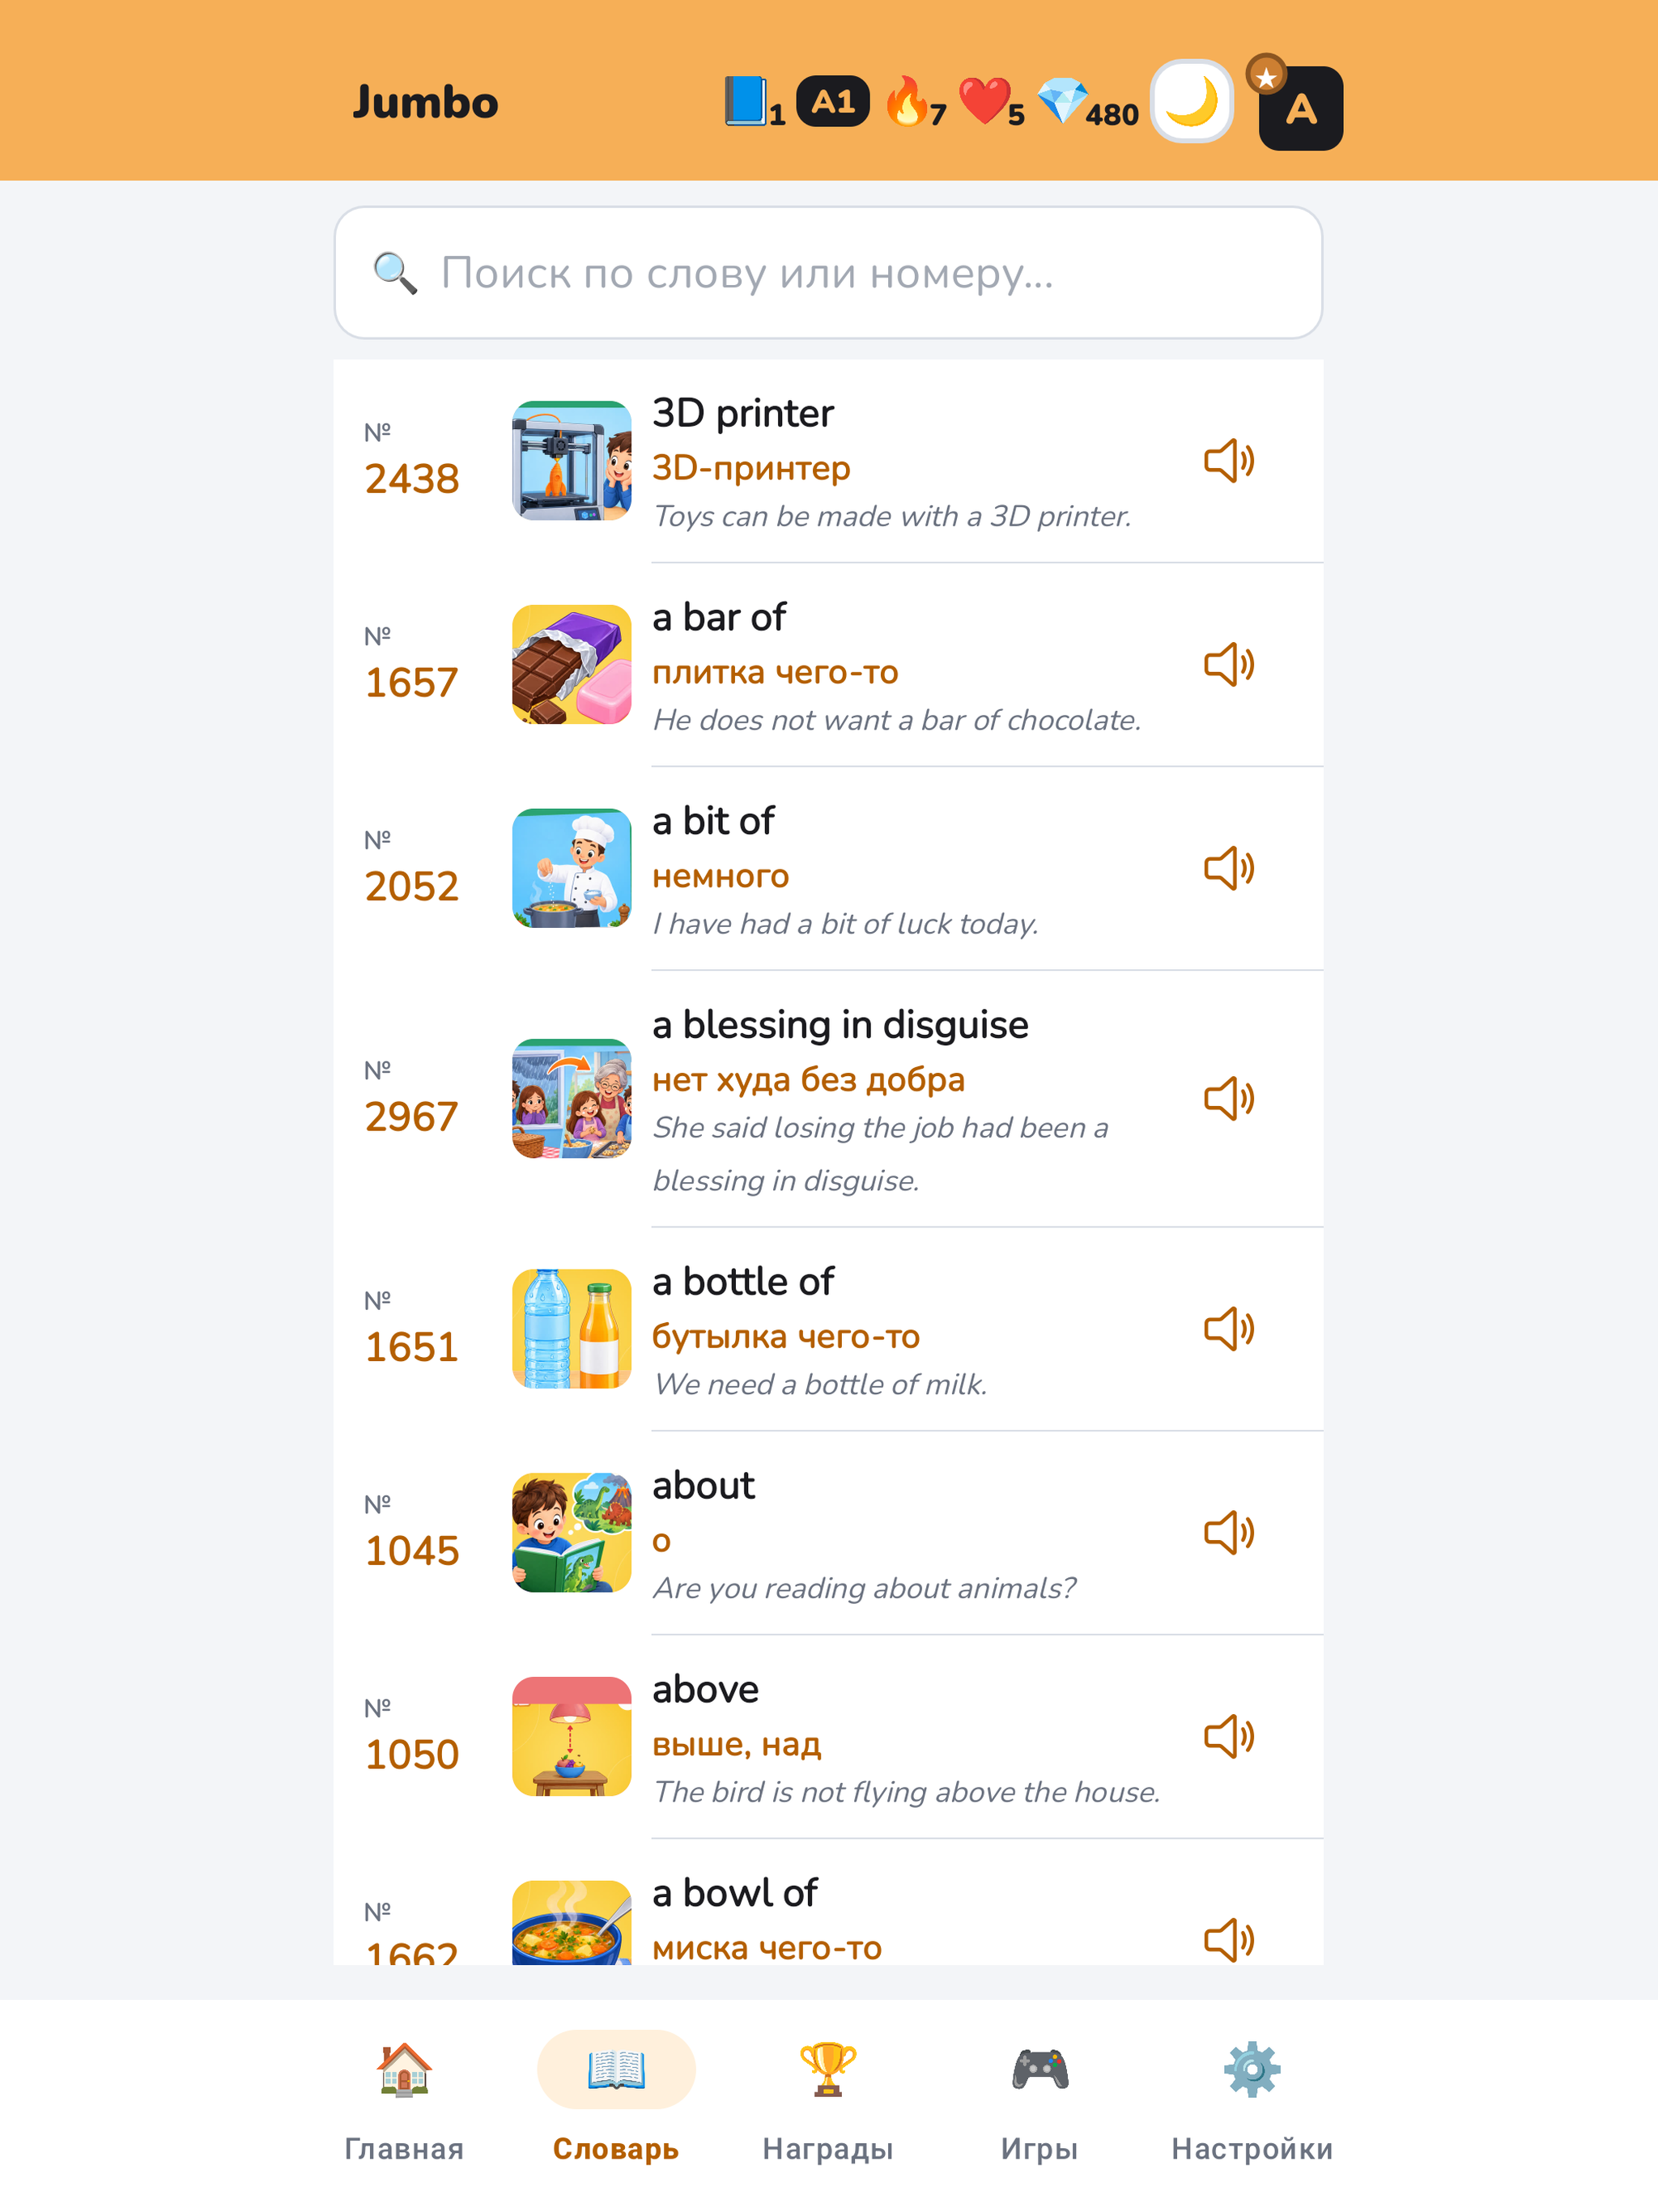 Jumbo
1 A1 7 5 480 A
Поиск по слову или номеру...
3D printer
№
2438
3D-принтер
Toys can be made with a 3D printer.
a bar of
№
1657
плитка чего-то
He does not want a bar of chocolate.
a bit of
№
2052
немного
I have had a bit of luck today.
a blessing in disguise
№
2967
нет худа без добра
She said losing the job had been a
blessing in disguise.
a bottle of
№
1651
бутылка чего-то
We need a bottle of milk.
about
№
1045
о
Are you reading about animals?
above
№
1050
выше, над
The bird is not flying above the house.
a bowl of
№
1662
миска чего-то
Главная Словарь Награды Игры Настройки